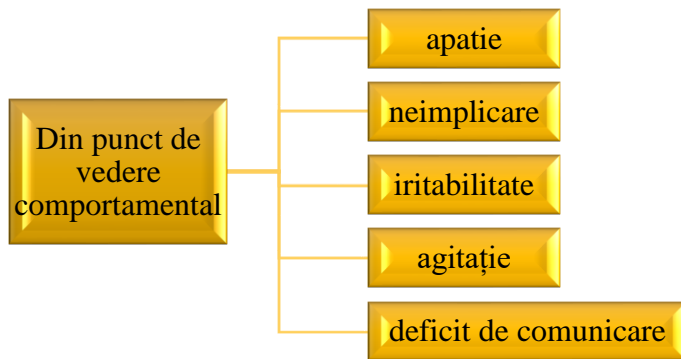 Din punct de
vedere
comportamental
apatie
neimplicare
iritabilitate
agitație
deficit de comunicare